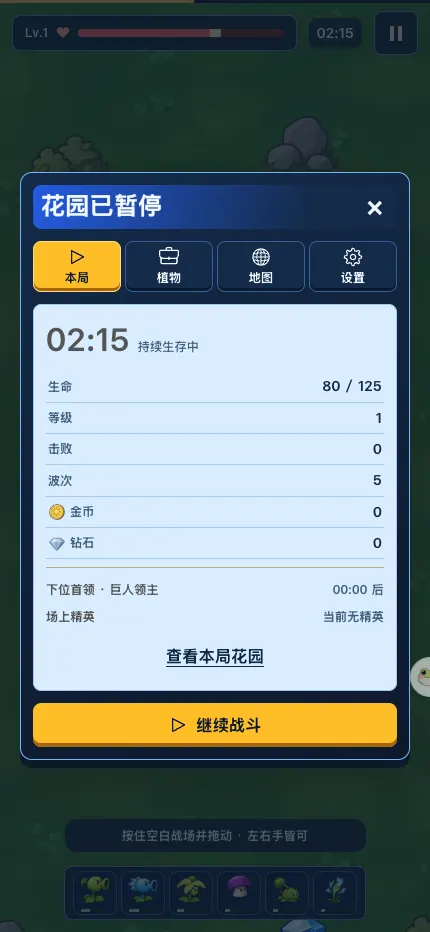 Lv.1 02:15
花园已暂停
本局 植物 地图 设置
02:15 持续生存中
生命 80 / 125
等级 1
击败 0
波次 5
金币 0
钻石 0
下位首领 · 巨人领主 00:00 后
场上精英 当前无精英
查看本局花园
继续战斗
按住空白战场并拖动 · 左右手皆可